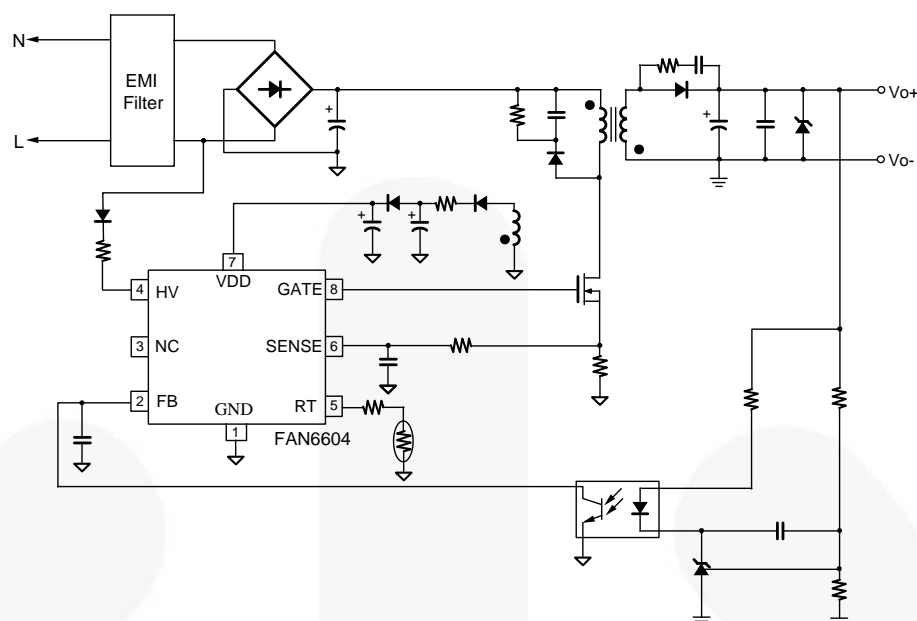 N
EMI
Filter
L
+
Vo+
+
Vo-
+
+
7
VDD
4 HV
GATE 8
3 NC
SENSE 6
2 FB
GND
RT 5
1
FAN6604